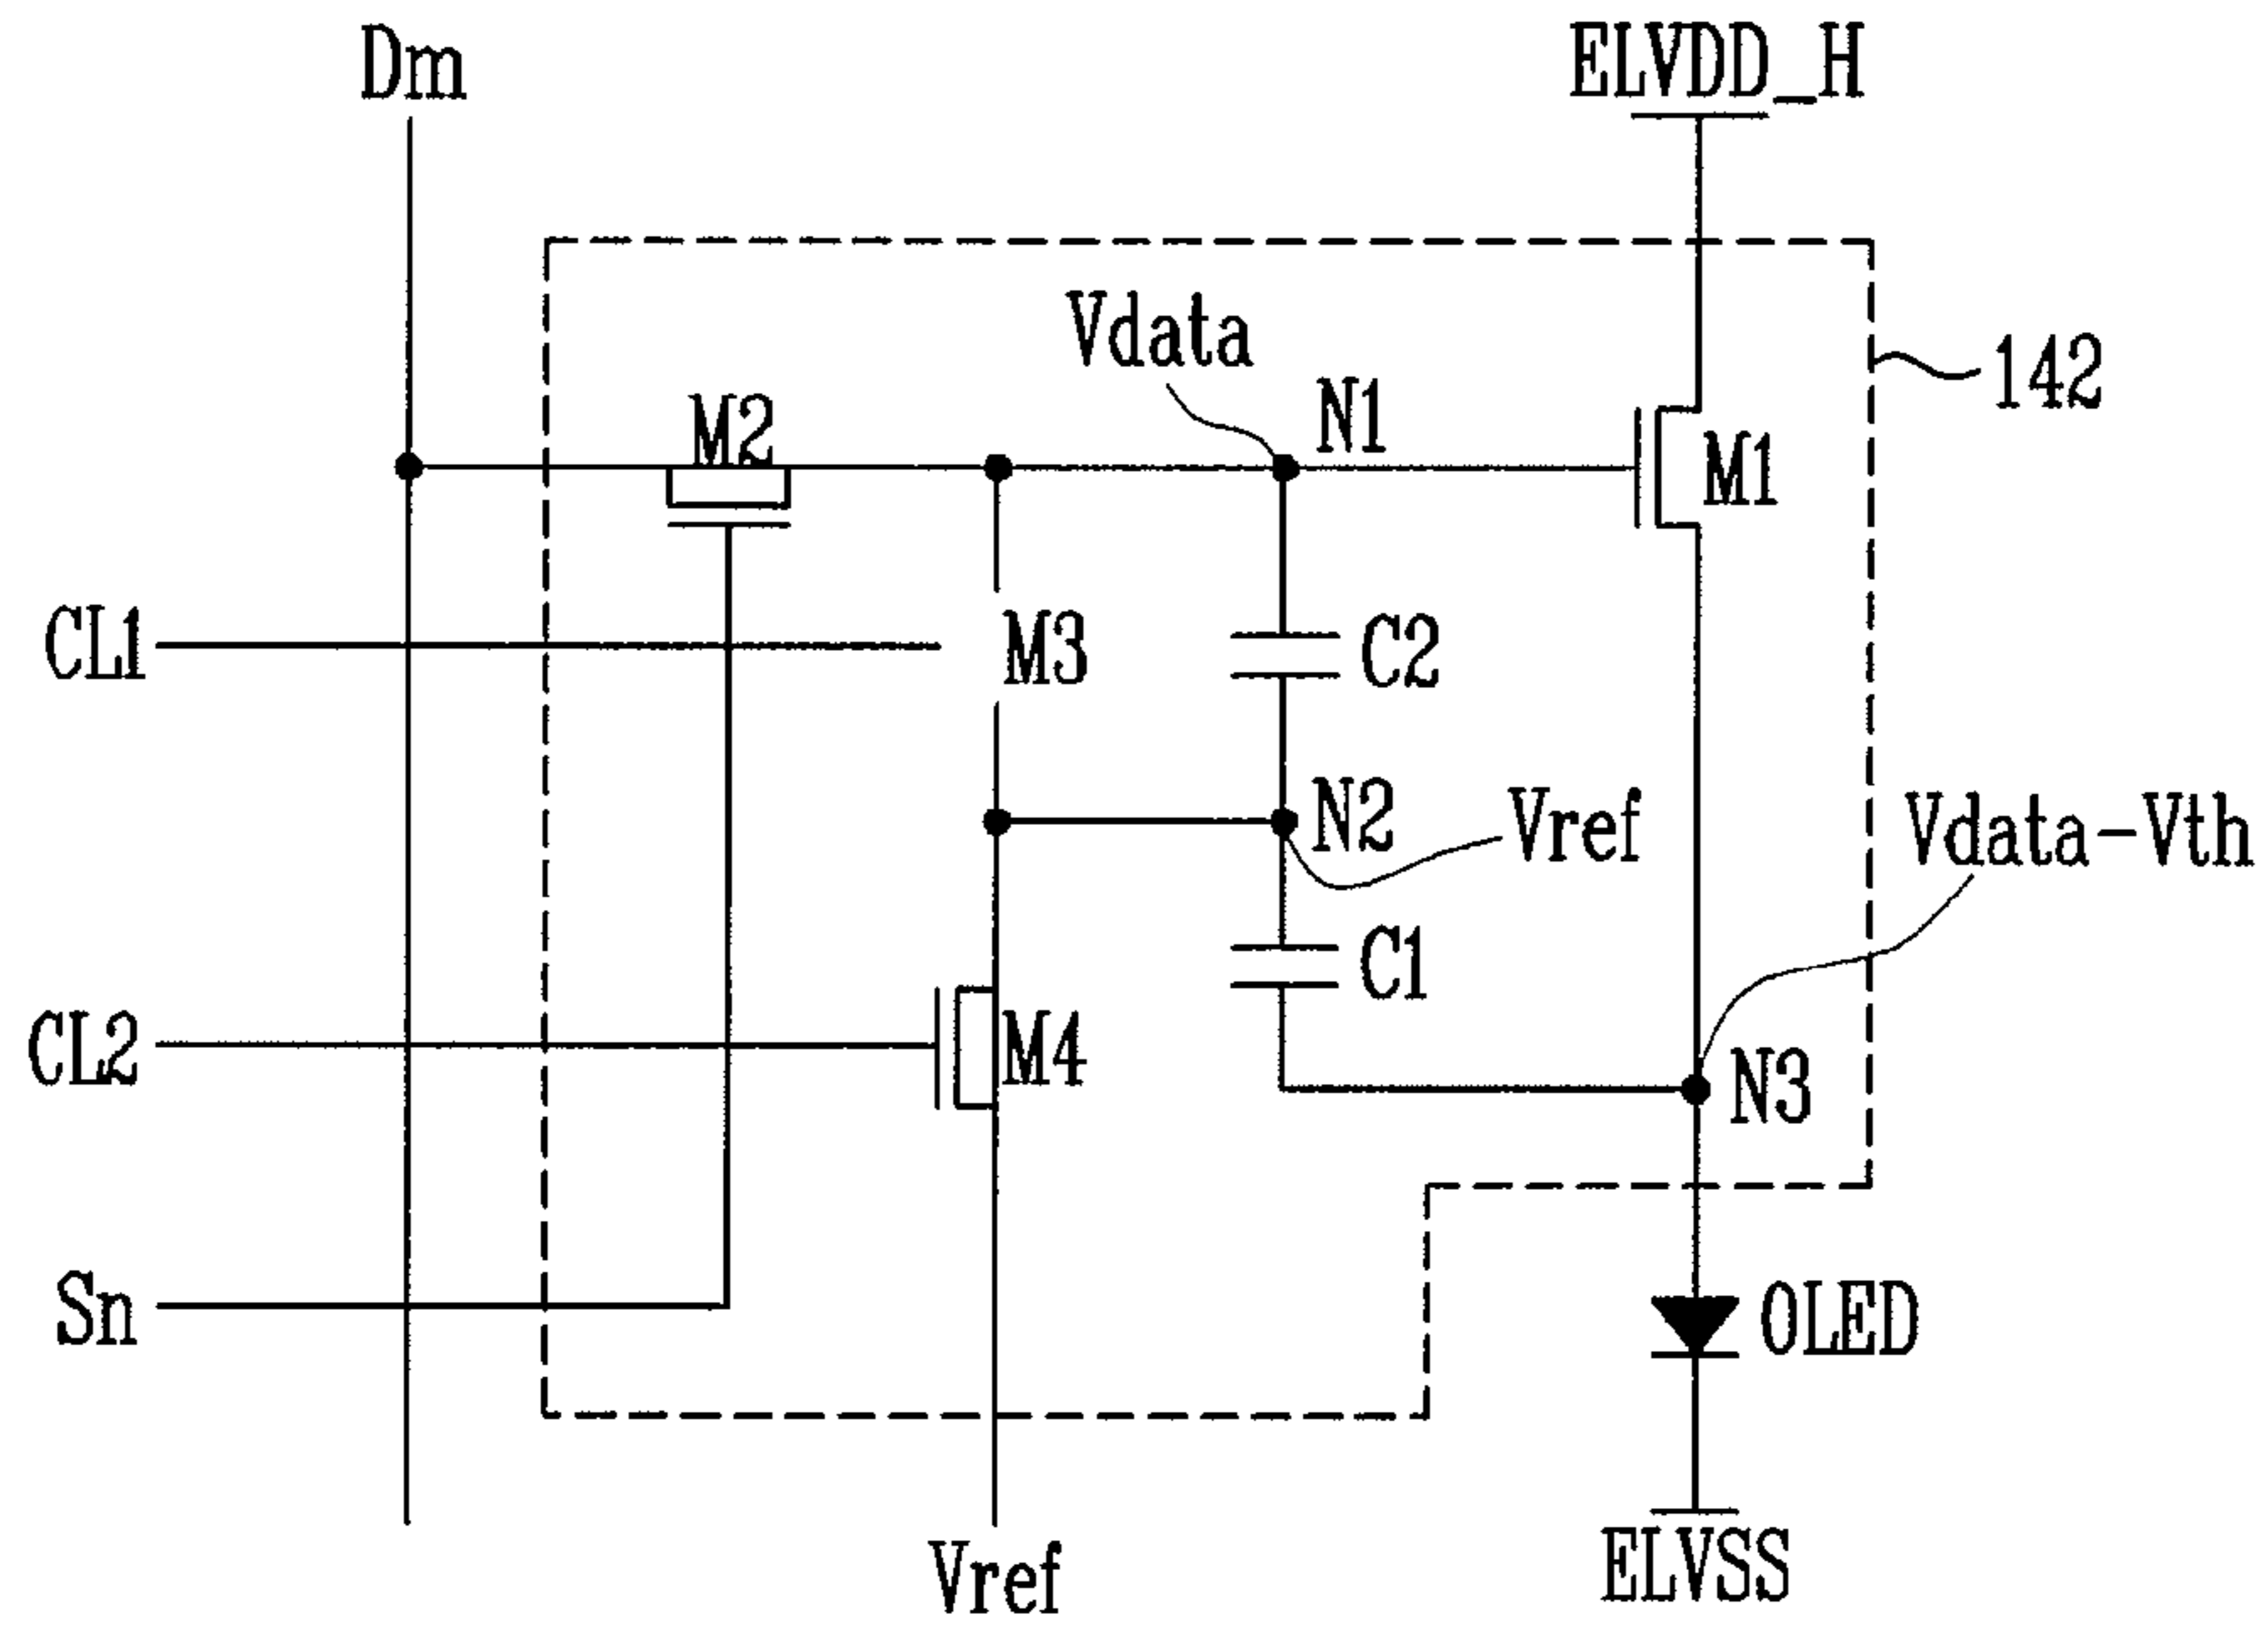 Dm
ELVDD_H
Vdata
N1
142
M2
M1
CL1
M3
C2
N2
Vref
Vdata-Vth
C1
CL2
M4
N3
Sn
OLED
Vref
ELVSS